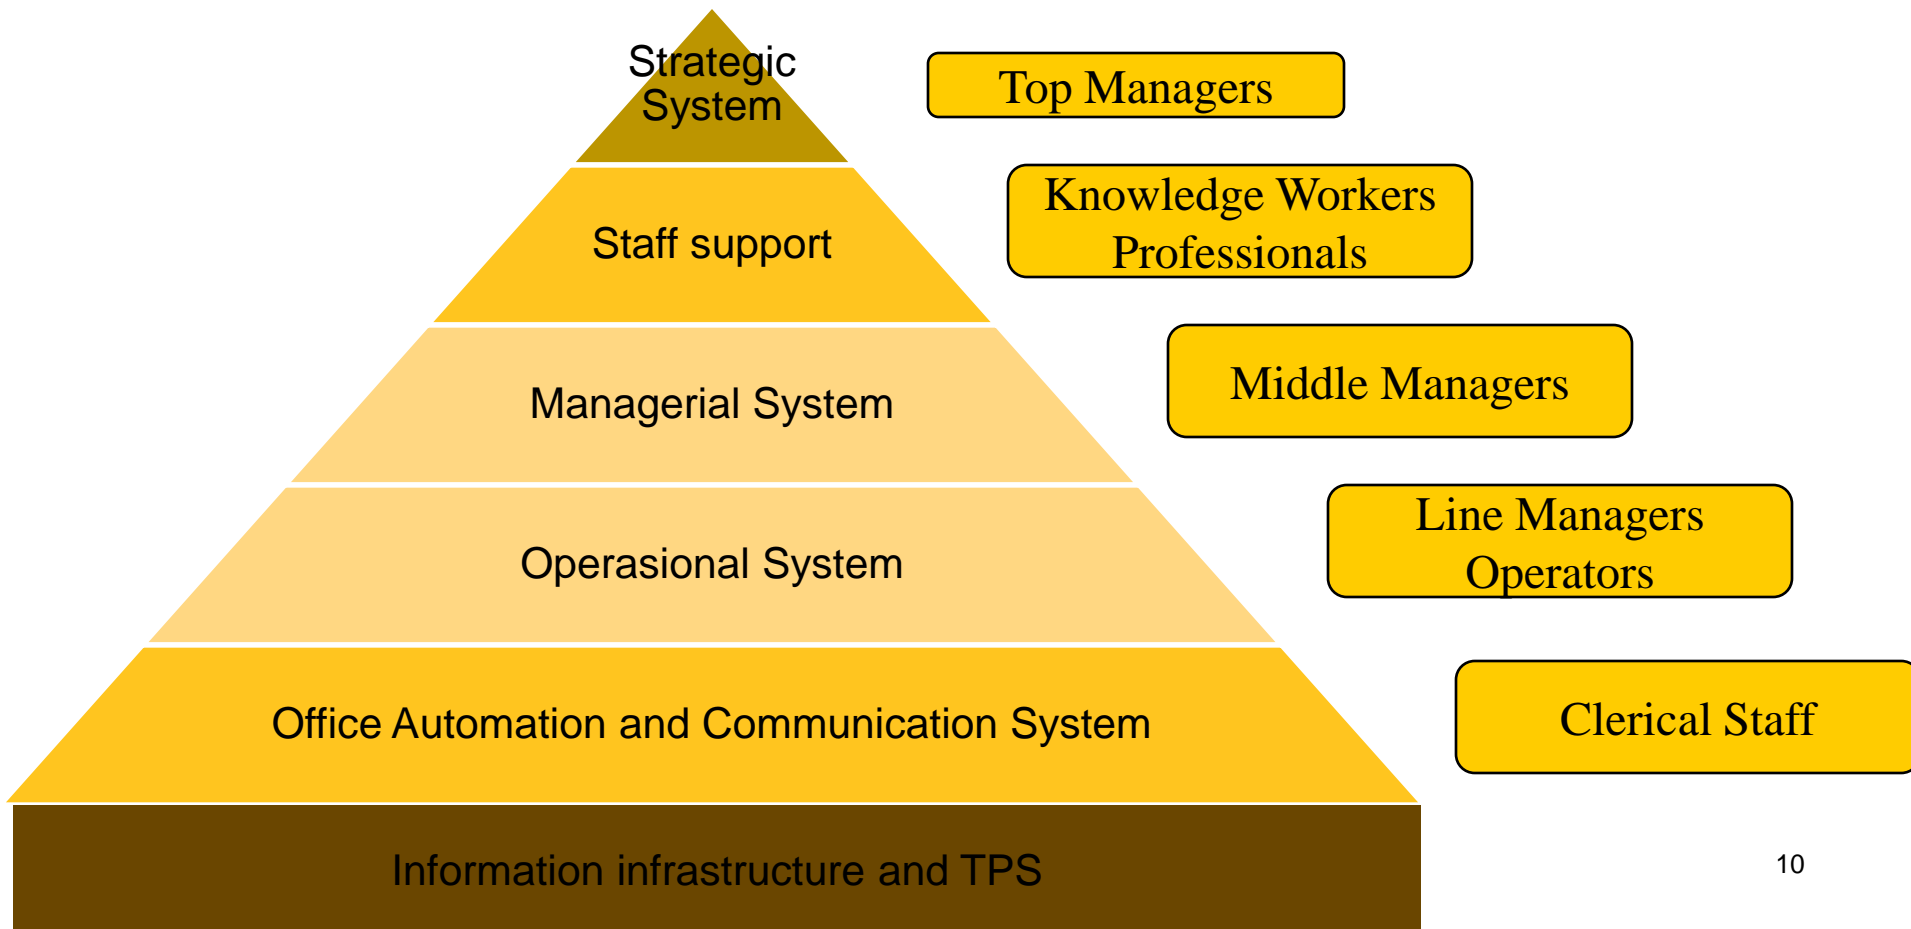 Strategic
System
Top Managers
Knowledge Workers
Professionals
Staff support
Managerial System
Middle Managers
Operasional System
Line Managers
Operators
Office Automation and Communication System
Clerical Staff
Information infrastructure and TPS
10